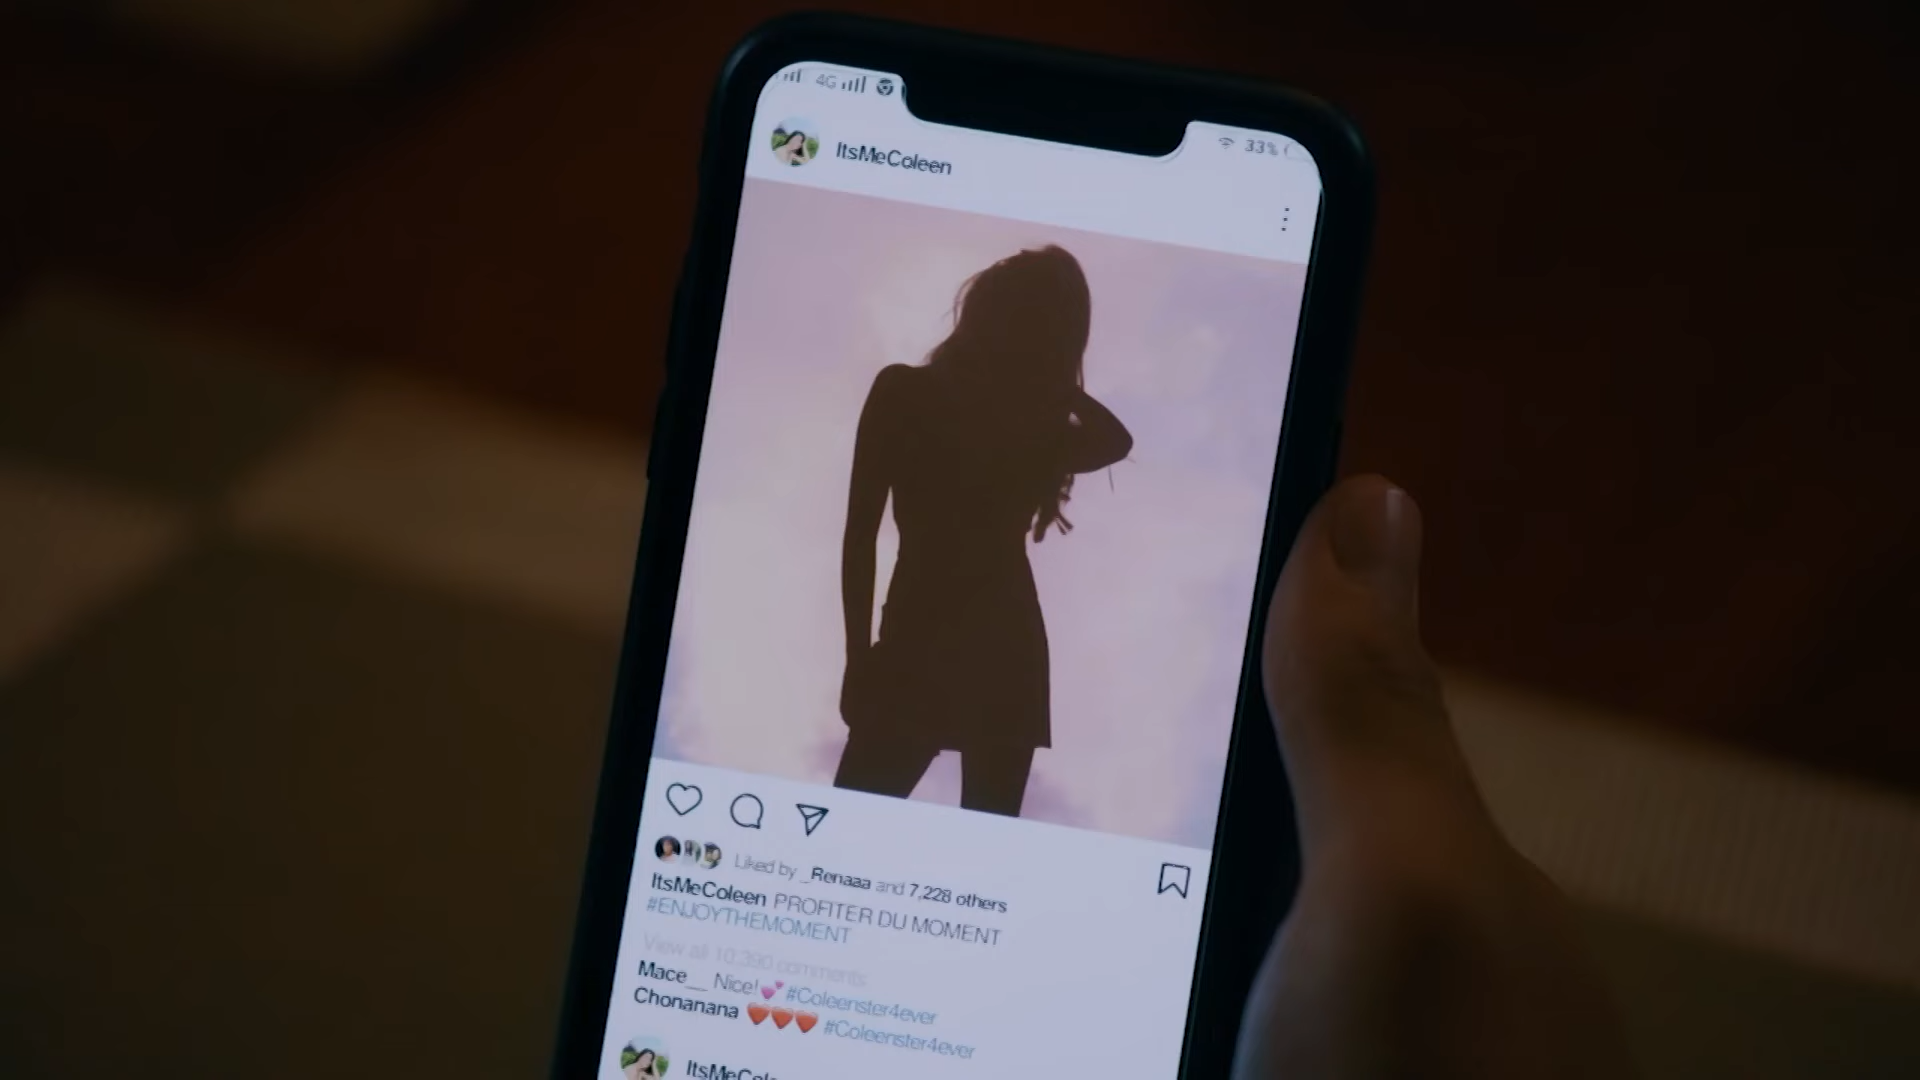 4G
33%
ItsMeColeen
Liked by _Renaaa and 7,228 others
ItsMeColeen PROFITER DU MOMENT
#ENJOYTHEMOMENT
View all 10,390 comments
Mace__ Nice!💕 #Coleenster4ever
Chonanana ❤️❤️❤️ #Coleenster4ever